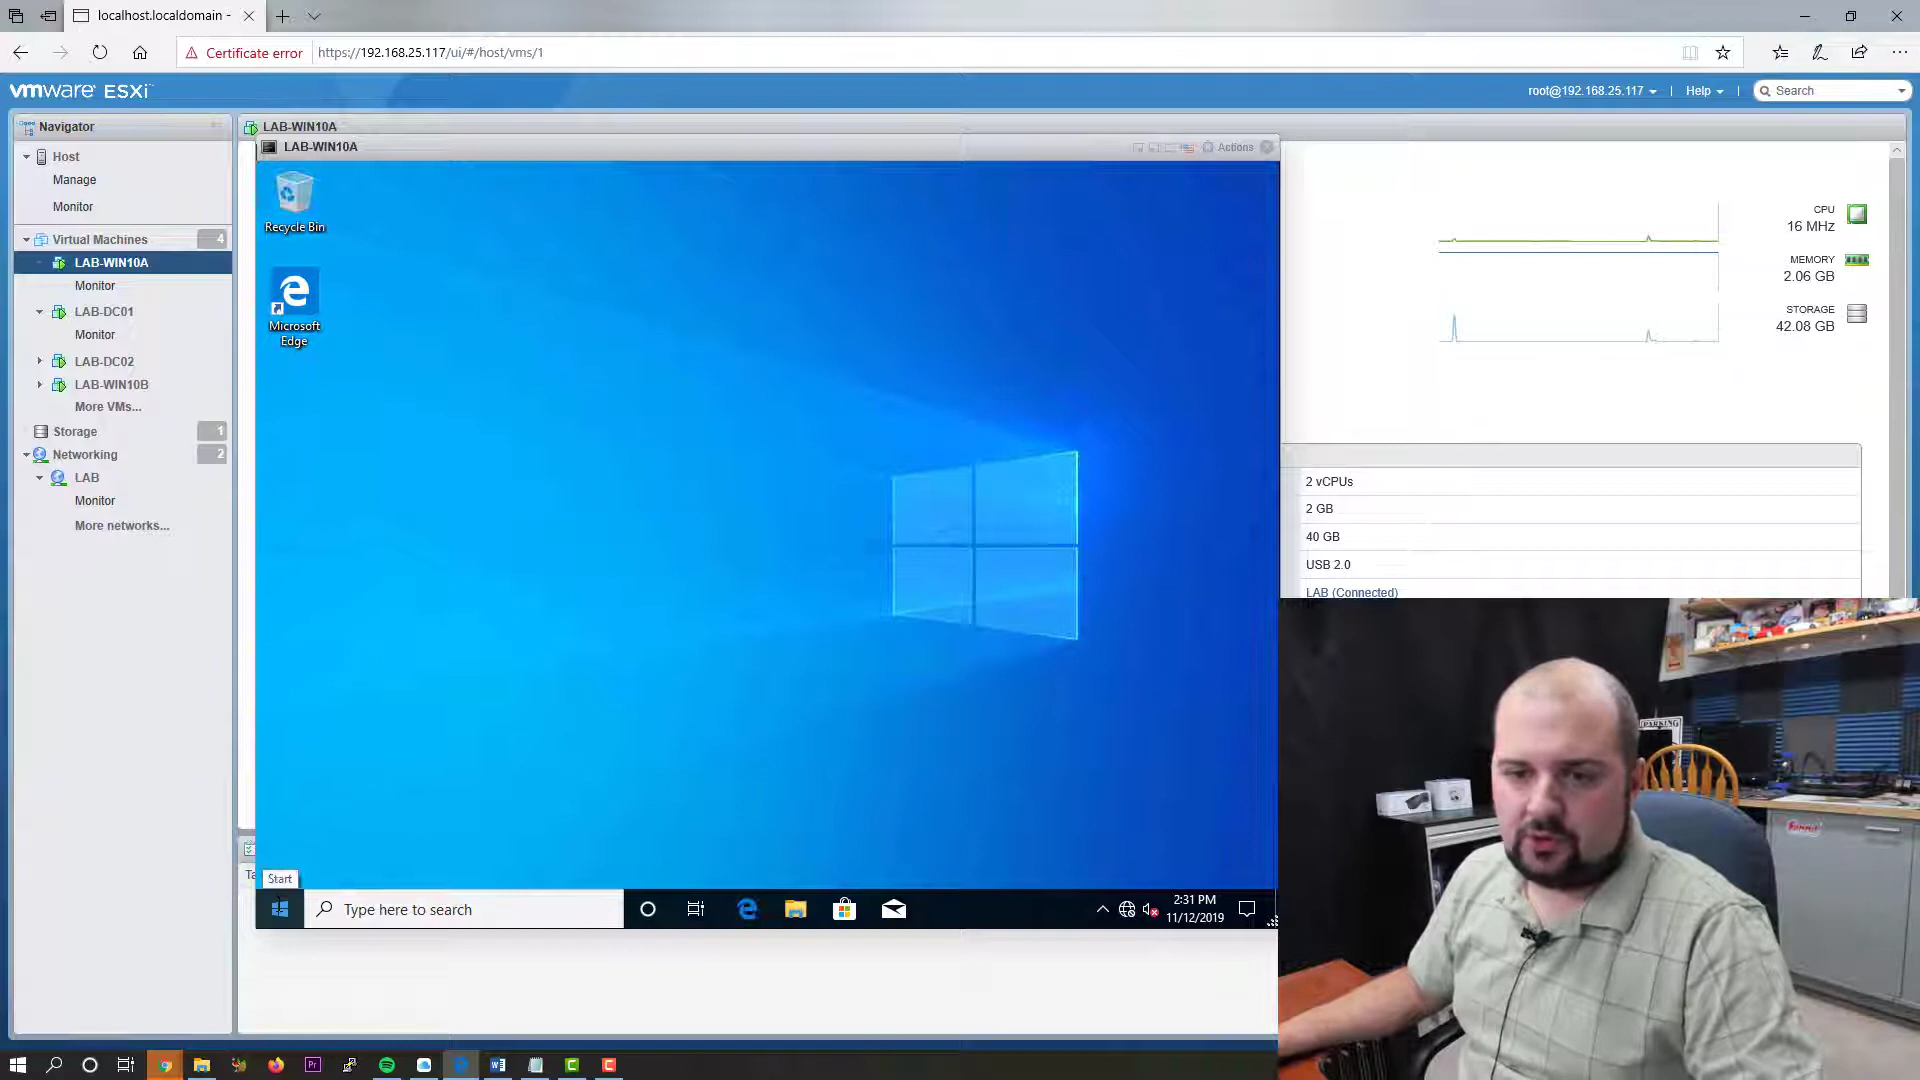 localhost.localdomain -
Certificate error
https://192.168.25.117/ui/#/host/vms/1
vmware ESXi
root@192.168.25.117
Help
Search
Navigator
LAB-WIN10A
LAB-WIN10A
Actions
Host
Manage
Monitor
Virtual Machines
4
LAB-WIN10A
Monitor
LAB-DC01
Monitor
LAB-DC02
LAB-WIN10B
More VMs...
Storage
1
Networking
2
LAB
Monitor
More networks...
Recycle Bin
Microsoft
Edge
CPU
16 MHz
MEMORY
2.06 GB
STORAGE
42.08 GB
2 vCPUs
2 GB
40 GB
USB 2.0
LAB (Connected)
PARKING
Start
Type here to search
2:31 PM
11/12/2019